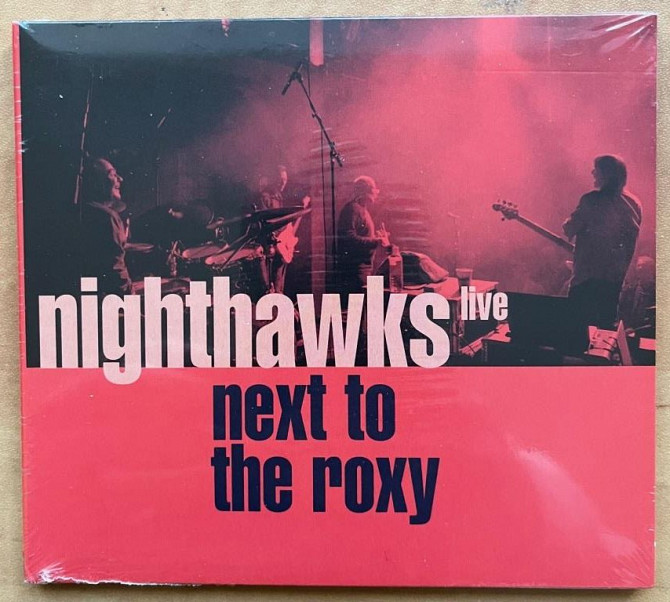 nighthawks live
next to
the roxy